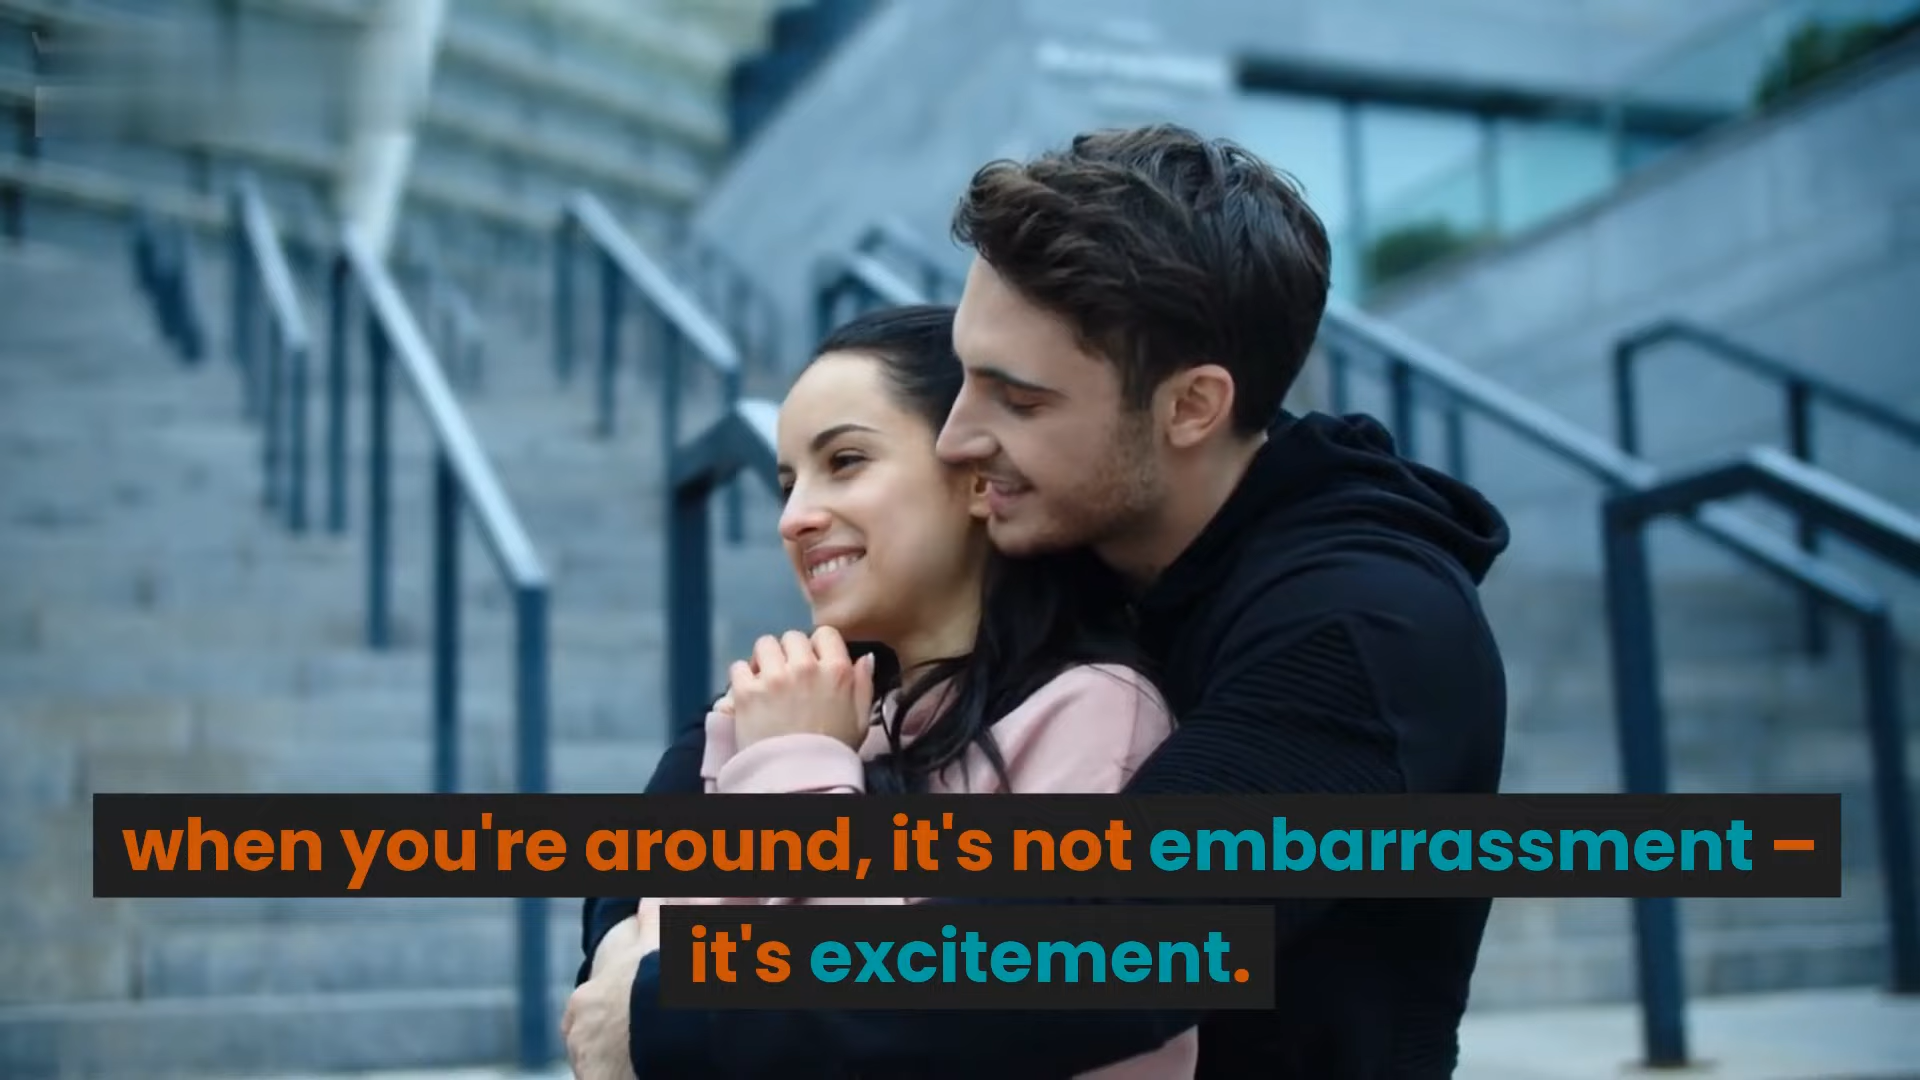 when you're around, it's not embarrassment –
it's excitement.